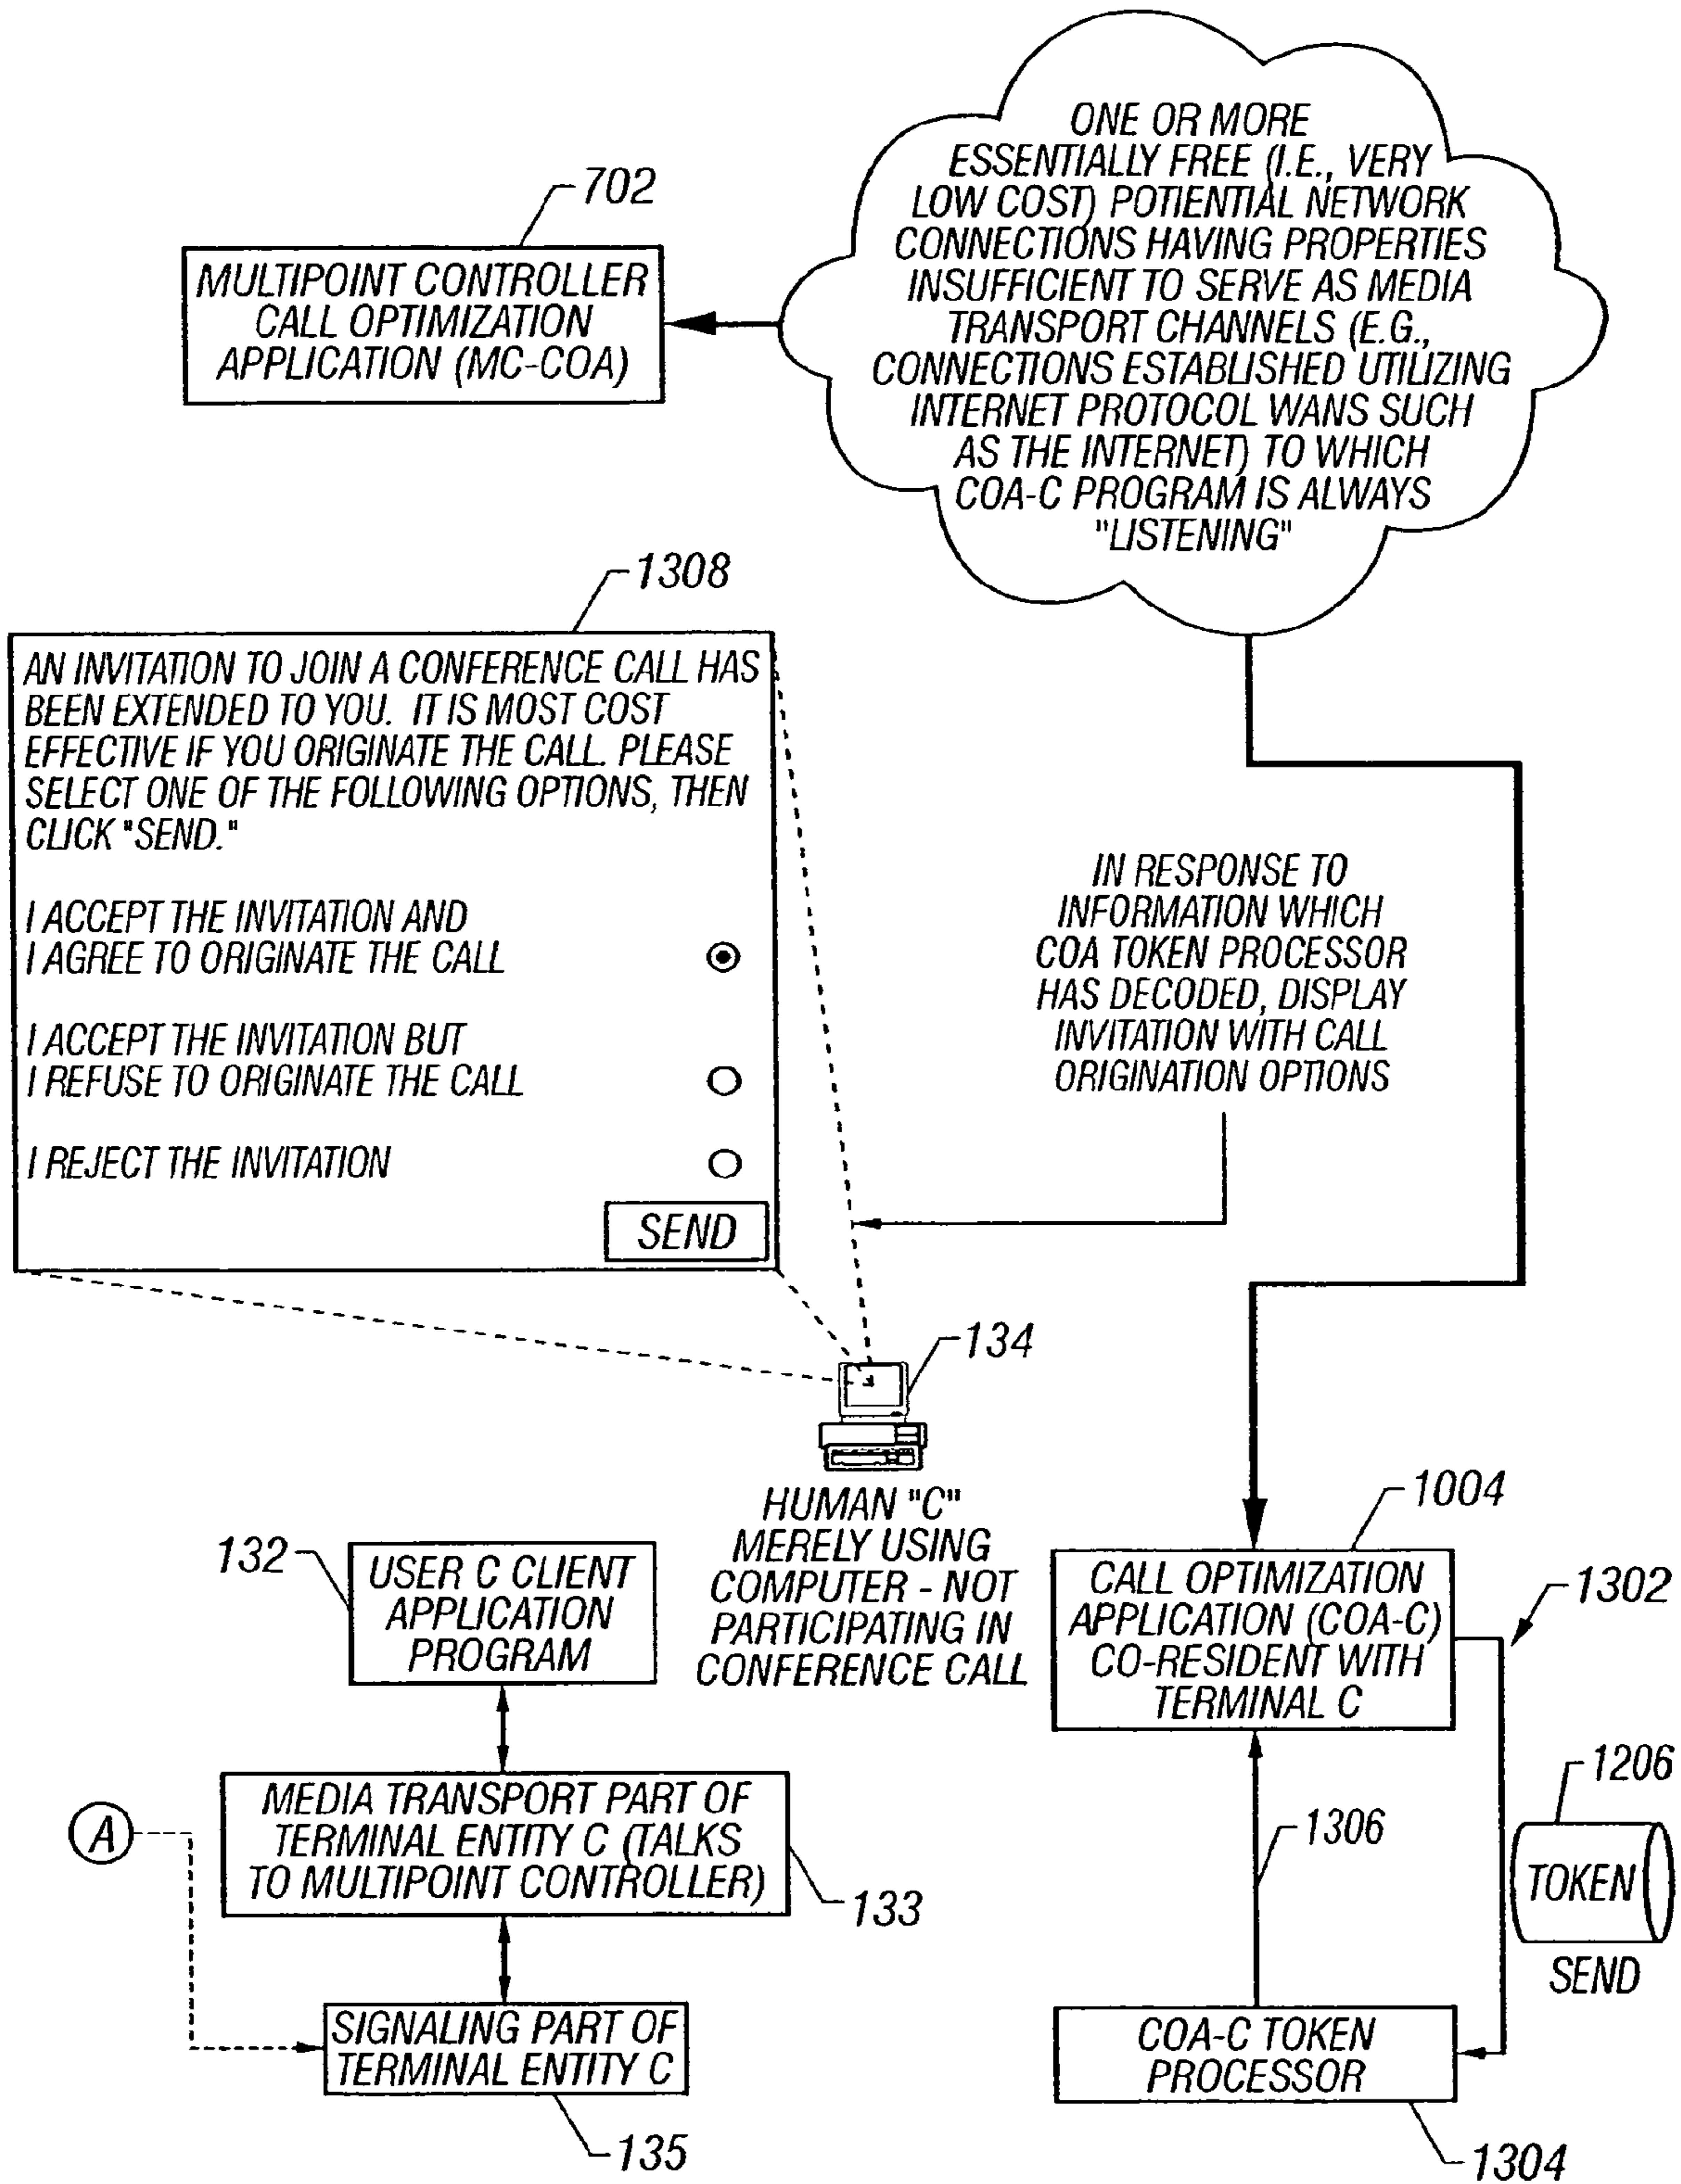 ONE OR MORE
ESSENTIALLY FREE (I.E., VERY
LOW COST) POTIENTIAL NETWORK
CONNECTIONS HAVING PROPERTIES
INSUFFICIENT TO SERVE AS MEDIA
TRANSPORT CHANNELS (E.G.,
CONNECTIONS ESTABLISHED UTILIZING
INTERNET PROTOCOL WANS SUCH
AS THE INTERNET) TO WHICH
COA-C PROGRAM IS ALWAYS
"LISTENING"
702
MULTIPOINT CONTROLLER
CALL OPTIMIZATION
APPLICATION (MC-COA)
1308
AN INVITATION TO JOIN A CONFERENCE CALL HAS
BEEN EXTENDED TO YOU. IT IS MOST COST
EFFECTIVE IF YOU ORIGINATE THE CALL. PLEASE
SELECT ONE OF THE FOLLOWING OPTIONS, THEN
CLICK "SEND."
I ACCEPT THE INVITATION AND
I AGREE TO ORIGINATE THE CALL
I ACCEPT THE INVITATION BUT
I REFUSE TO ORIGINATE THE CALL
I REJECT THE INVITATION
SEND
IN RESPONSE TO
INFORMATION WHICH
COA TOKEN PROCESSOR
HAS DECODED, DISPLAY
INVITATION WITH CALL
ORIGINATION OPTIONS
134
HUMAN "C"
MERELY USING
COMPUTER - NOT
PARTICIPATING IN
CONFERENCE CALL
132
USER C CLIENT
APPLICATION
PROGRAM
MEDIA TRANSPORT PART OF
TERMINAL ENTITY C (TALKS
TO MULTIPOINT CONTROLLER)
133
A
SIGNALING PART OF
TERMINAL ENTITY C
135
1004
CALL OPTIMIZATION
APPLICATION (COA-C)
CO-RESIDENT WITH
TERMINAL C
1302
1206
TOKEN
SEND
1306
COA-C TOKEN
PROCESSOR
1304